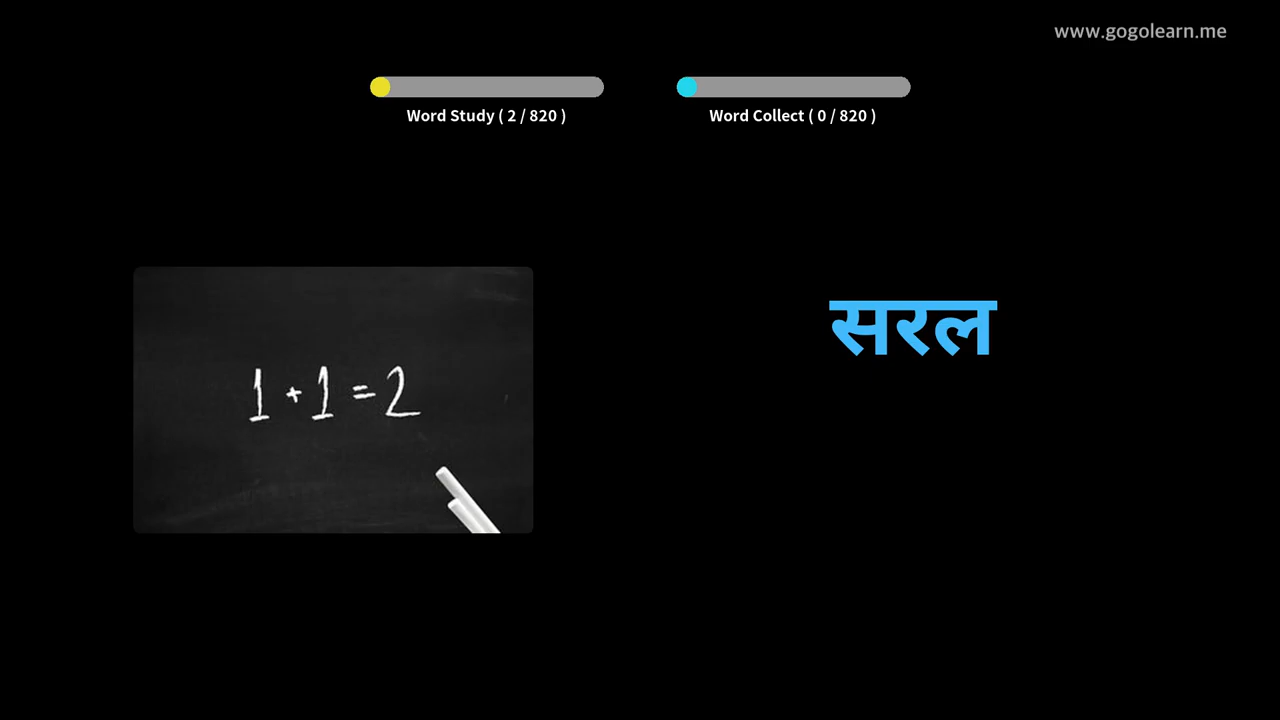 www.gogolearn.me
Word Study ( 2 / 820 )
Word Collect ( 0 / 820 )
1 + 1 = 2
सरल